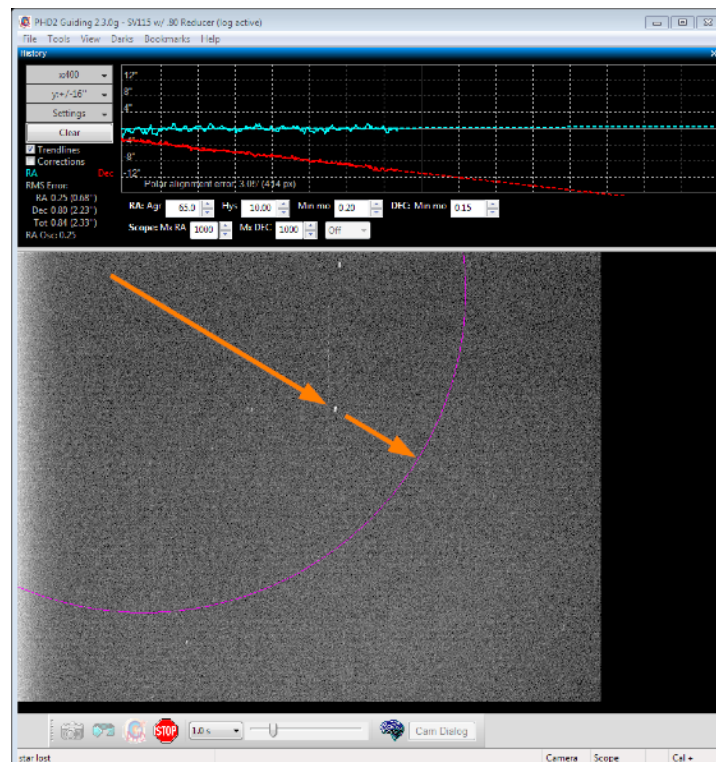 PHD2 Guiding 2.3.0g - SV115 w/ .80 Reducer (log active)
File Tools View Darks Bookmarks Help
History
x:400
y:+/-16"
Settings
Clear
Trendlines
Corrections
RA Dec
RMS Error:
RA 0.25 (0.68")
Dec 0.80 (2.23")
Tot 0.84 (2.33")
RA Osc: 0.25
12"
8"
4"
-4"
-8"
-12"
Polar alignment error: 3.09' (414 px)
RA: Agr 65.0 Hys 10.00 Min mo 0.20 DEC: Min mo 0.15
Scope: Mx RA 1000 Mx DEC 1000 Off
STOP 1.0 s Cam Dialog
star lost Camera Scope Cal +